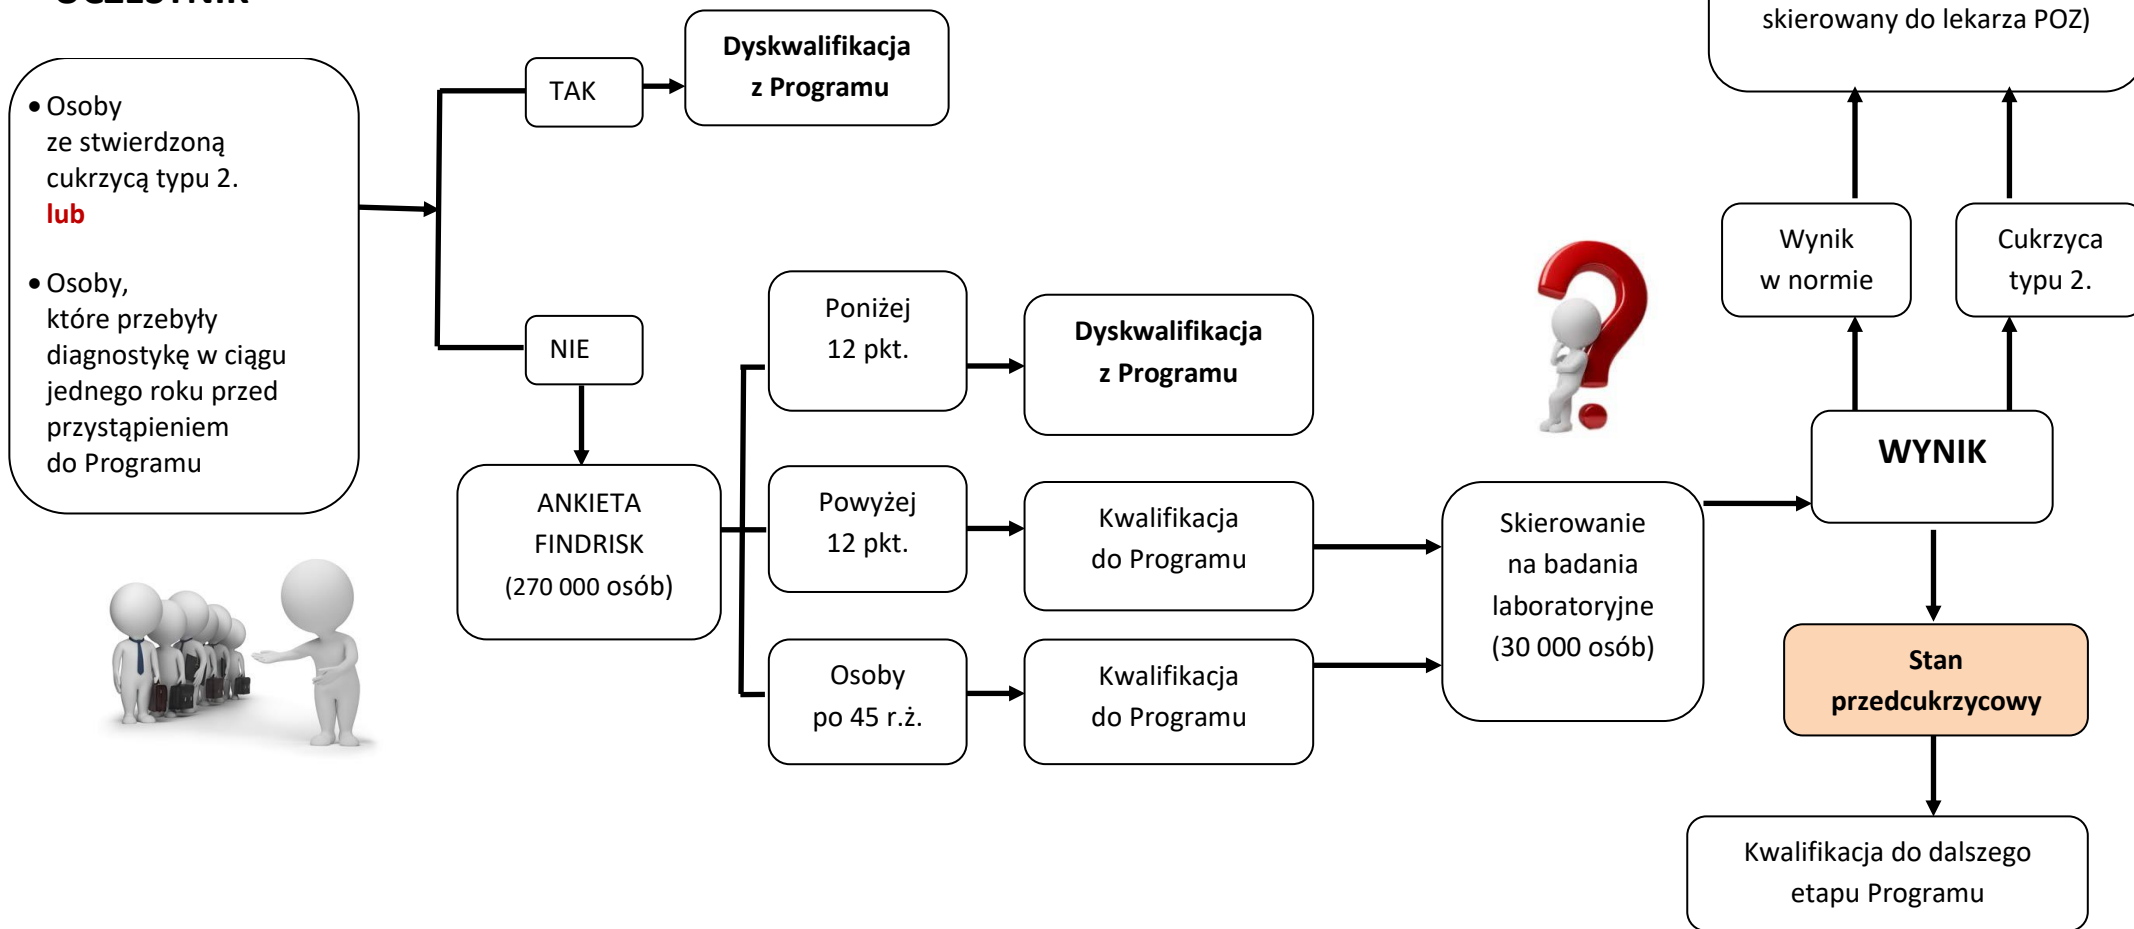 UCZESTNIK
• Osoby
ze stwierdzoną
cukrzycą typu 2.
lub
• Osoby,
które przebyły
diagnostykę w ciągu
jednego roku przed
przystąpieniem
do Programu
TAK
Dyskwalifikacja
z Programu
NIE
ANKIETA
FINDRISK
(270 000 osób)
Poniżej
12 pkt.
Dyskwalifikacja
z Programu
Powyżej
12 pkt.
Kwalifikacja
do Programu
Osoby
po 45 r.ż.
Kwalifikacja
do Programu
Skierowanie
na badania
laboratoryjne
(30 000 osób)
WYNIK
Wynik
w normie
Cukrzyca
typu 2.
skierowany do lekarza POZ)
Stan
przedcukrzycowy
Kwalifikacja do dalszego
etapu Programu